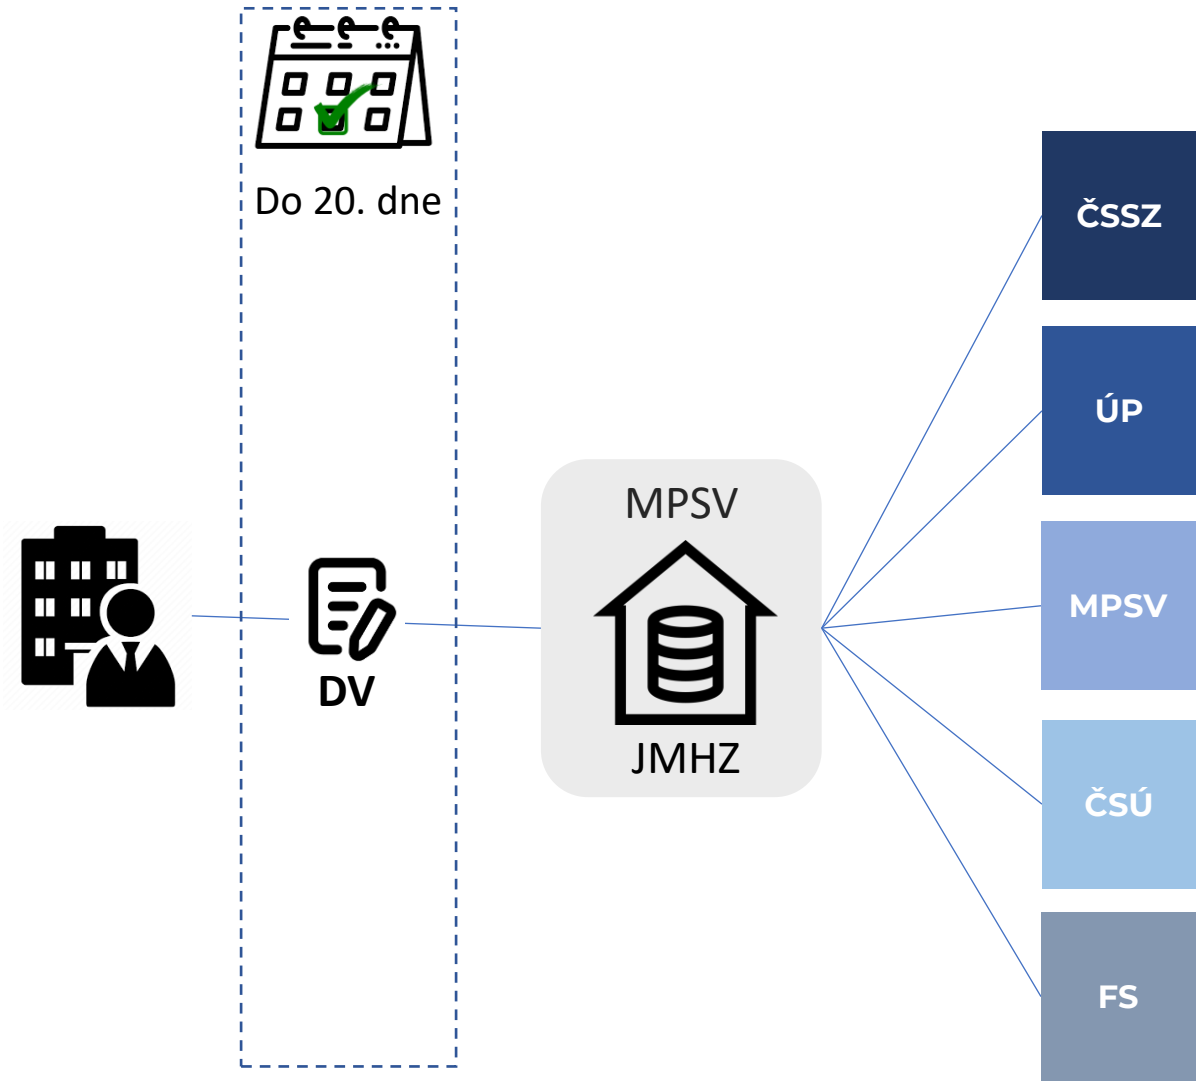 Do 20. dne
DV
MPSV
JMHZ
ČSSZ
ÚP
MPSV
ČSÚ
FS